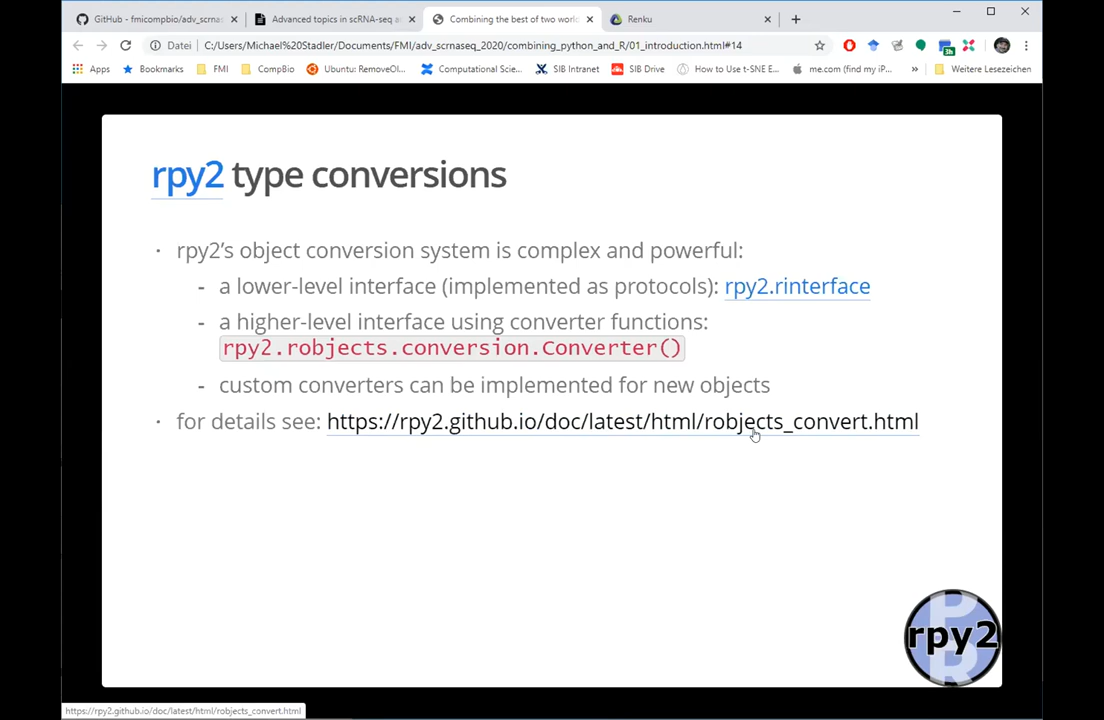 GitHub - fmicompbio/adv_scrnas
Advanced topics in scRNA-seq a
Combining the best of two worl
Renku
Datei
C:/Users/Michael%20Stadler/Documents/FMI/adv_scrnaseq_2020/combining_python_and_R/01_introduction.html#14
3h
Apps
Bookmarks
FMI
CompBio
Ubuntu: RemoveOl...
Computational Scie...
SIB Intranet
SIB Drive
How to Use t-SNE E...
me.com (find my iP...
»
Weitere Lesezeichen
rpy2 type conversions
· rpy2's object conversion system is complex and powerful:
- a lower-level interface (implemented as protocols): rpy2.rinterface
- a higher-level interface using converter functions:
rpy2.robjects.conversion.Converter()
- custom converters can be implemented for new objects
· for details see: https://rpy2.github.io/doc/latest/html/robjects_convert.html
P
rpy2
R
https://rpy2.github.io/doc/latest/html/robjects_convert.html